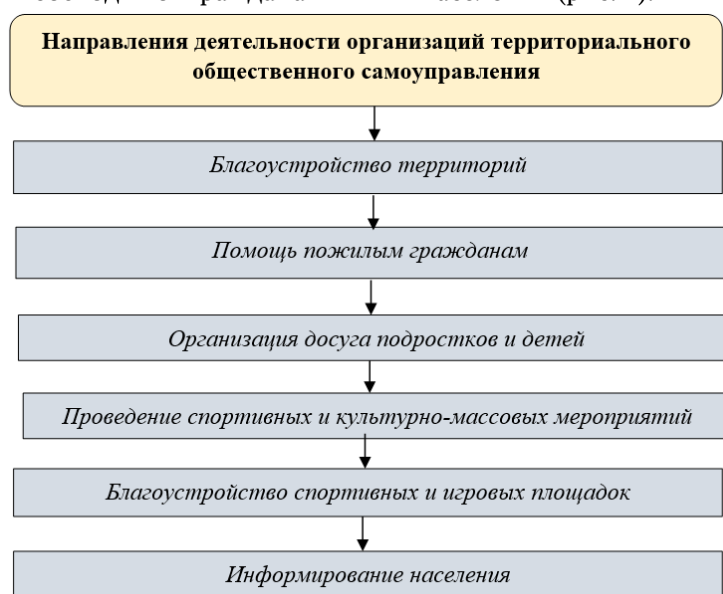 Направления деятельности организаций территориального
общественного самоуправления
Благоустройство территорий
Помощь пожилым гражданам
Организация досуга подростков и детей
Проведение спортивных и культурно-массовых мероприятий
Благоустройство спортивных и игровых площадок
Информирование населения